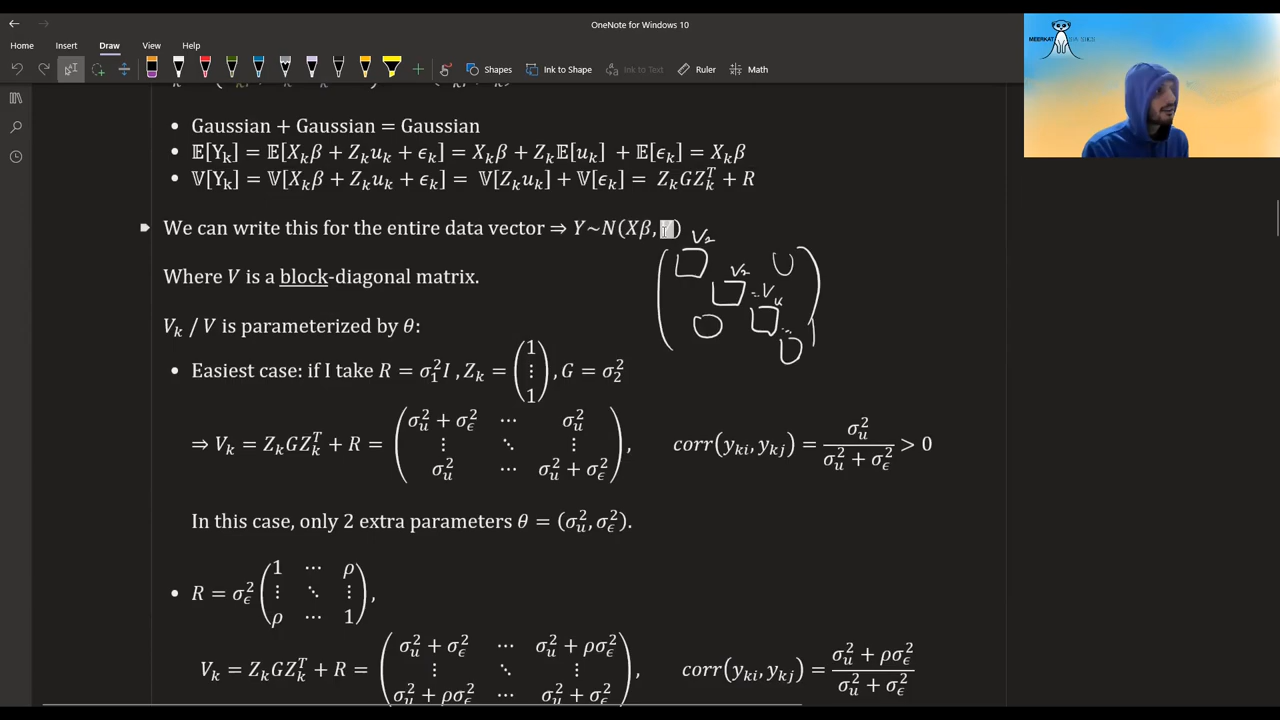 OneNote for Windows 10
Home Insert Draw View Help
Shapes Ink to Shape Ink to Text Ruler Math
MEERKAT
• Gaussian + Gaussian = Gaussian
• 𝔼[Y_k] = 𝔼[X_kβ + Z_ku_k + ϵ_k] = X_kβ + Z_k𝔼[u_k] + 𝔼[ϵ_k] = X_kβ
• 𝕍[Y_k] = 𝕍[X_kβ + Z_ku_k + ϵ_k] = 𝕍[Z_ku_k] + 𝕍[ϵ_k] = Z_kGZ_k^T + R
We can write this for the entire data vector ⇒ Y~N(Xβ, V)
Where V is a block-diagonal matrix.
V_k / V is parameterized by θ:
• Easiest case: if I take R = σ_1^2 I , Z_k = (1 ⋮ 1), G = σ_2^2
⇒ V_k = Z_kGZ_k^T + R = (σ_u^2 + σ_ϵ^2 ⋯ σ_u^2 ⋮ ⋱ ⋮ σ_u^2 ⋯ σ_u^2 + σ_ϵ^2), corr(y_ki, y_kj) = σ_u^2 / (σ_u^2 + σ_ϵ^2) > 0
In this case, only 2 extra parameters θ = (σ_u^2, σ_ϵ^2).
• R = σ_ϵ^2 (1 ⋯ ρ ⋮ ⋱ ⋮ ρ ⋯ 1),
V_k = Z_kGZ_k^T + R = (σ_u^2 + σ_ϵ^2 ⋯ σ_u^2 + ρσ_ϵ^2 ⋮ ⋱ ⋮ σ_u^2 + ρσ_ϵ^2 ⋯ σ_u^2 + σ_ϵ^2), corr(y_ki, y_kj) = (σ_u^2 + ρσ_ϵ^2) / (σ_u^2 + σ_ϵ^2)